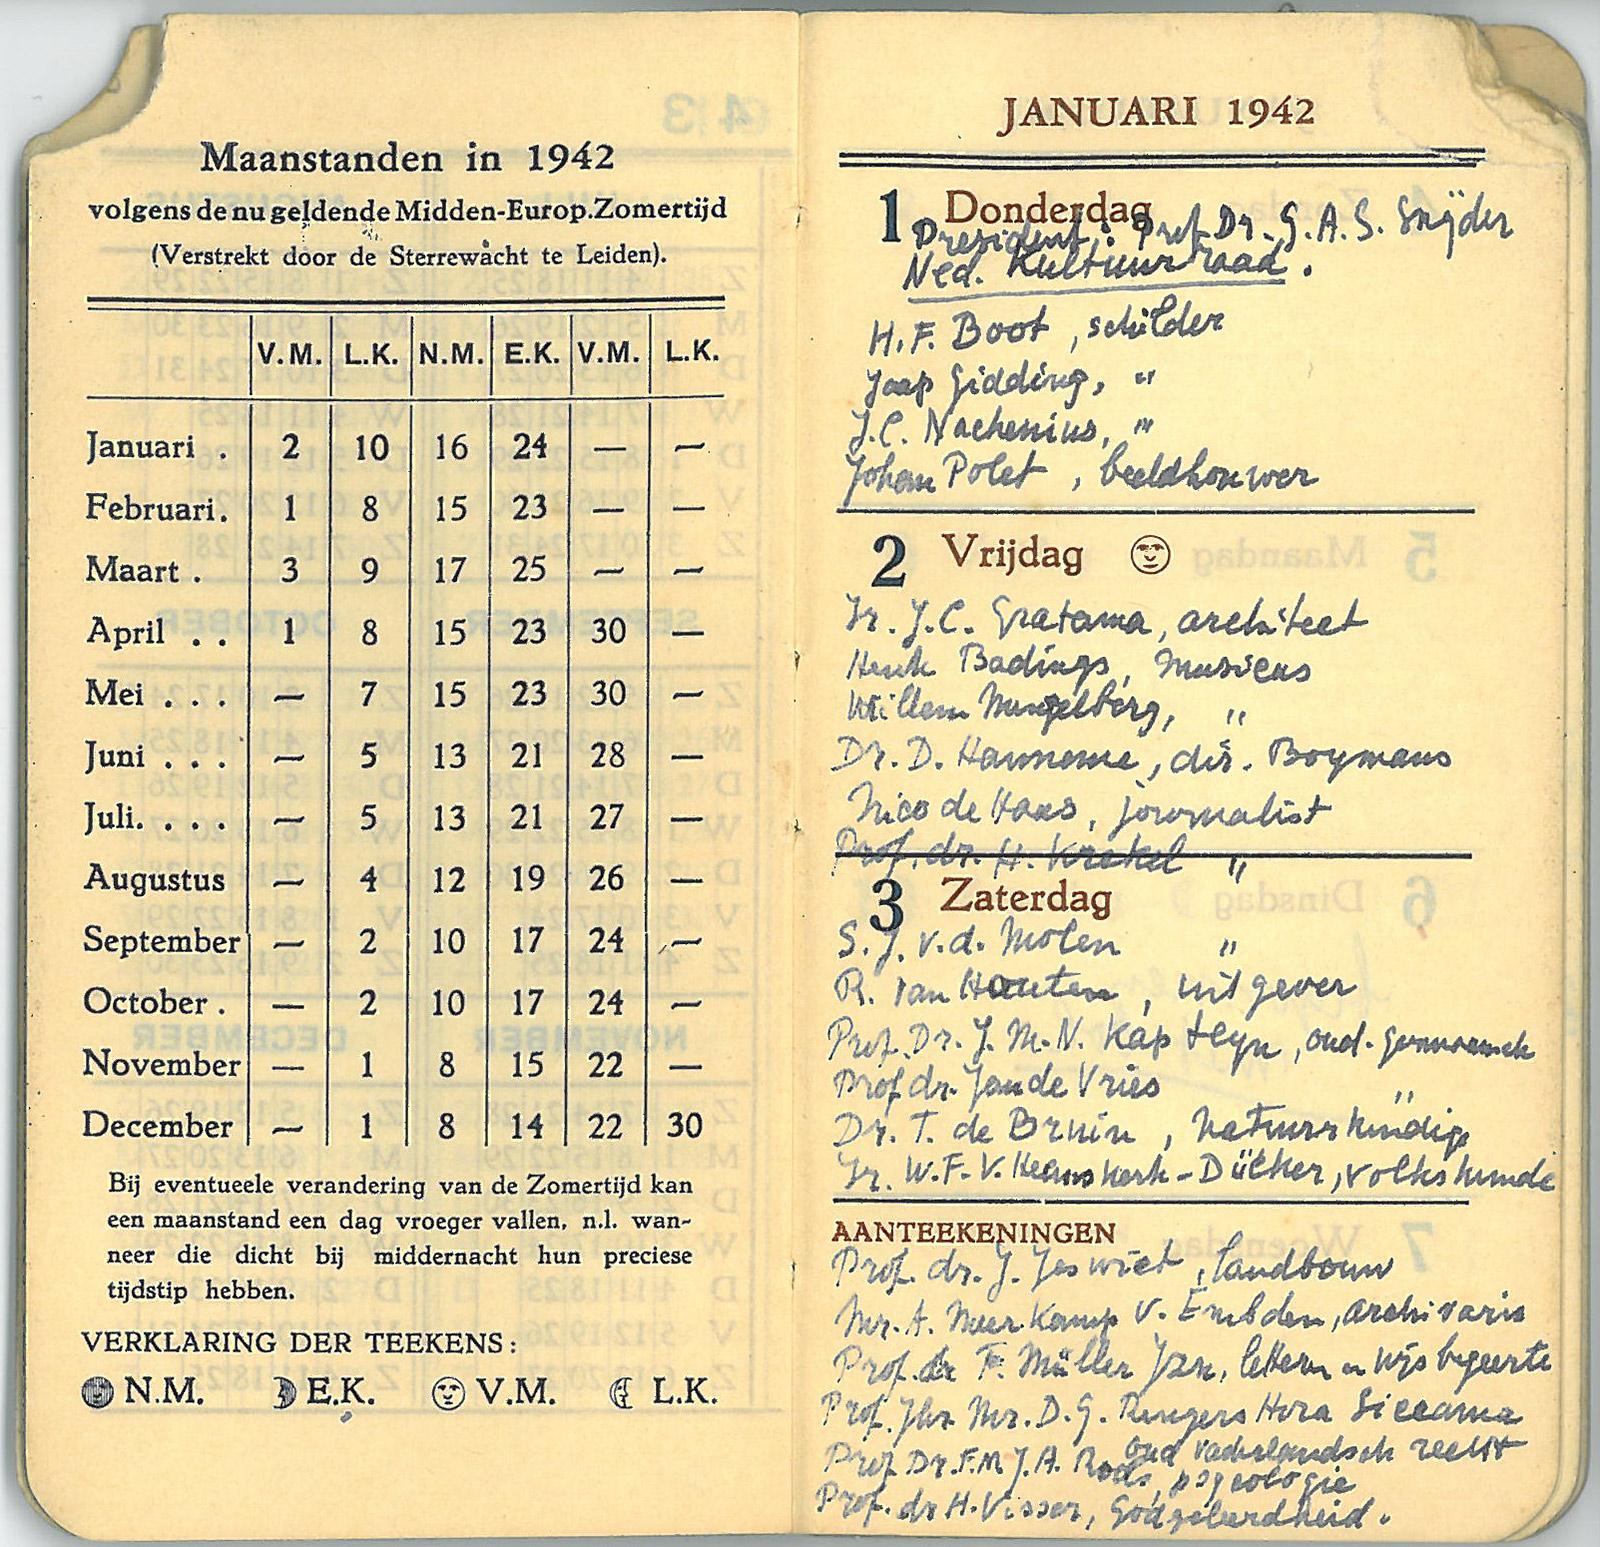 Maanstanden in 1942
volgens de nu geldende Midden-Europ.Zomertijd
(Verstrekt door de Sterrewacht te Leiden).
V.M. L.K. N.M. E.K. V.M. L.K.
Januari . 2 10 16 24 — —
Februari. 1 8 15 23 — —
Maart . 3 9 17 25 — —
April . . 1 8 15 23 30 —
Mei . . . — 7 15 23 30 —
Juni . . . — 5 13 21 28 —
Juli. . . . — 5 13 21 27 —
Augustus — 4 12 19 26 —
September — 2 10 17 24 —
October . — 2 10 17 24 —
November — 1 8 15 22 —
December — 1 8 14 22 30
Bij eventueele verandering van de Zomertijd kan
een maanstand een dag vroeger vallen, n.l. wan-
neer die dicht bij middernacht hun preciese
tijdstip hebben.
VERKLARING DER TEEKENS:
N.M. E.K. V.M. L.K.
JANUARI 1942
1 Donderdag
President: Prof. Dr. G.A.S. Snijder
Ned. Kultuurraad.
H.F. Boot, schilder
Jaap Gidding, "
J.C. Nachenius, "
Johan Polet, beeldhouwer
2 Vrijdag
Ir. J.C. Gratama, architect
Henk Badings, musicus
Willem Mengelberg, "
Dr. D. Hannema, dir. Boymans
Nico de Haas, journalist
Prof. dr. H. Krekel "
3 Zaterdag
S.J. v.d. Molen "
R. van Houten, uitgever
Prof. Dr. J.M.N. Kapteyn, oud-
Prof dr. Jan de Vries "
Dr. T. de Bruin, Natuurkundige
Jr. W.F. v. Heemskerk-Dücker, volkskunde
AANTEEKENINGEN
Prof. dr. J. Jeswiet, landbouw
Mr. A. Meerkamp v. Embden, archivaris
Prof. dr F. Müller Jzn, letteren en wijsbegeerte
Prof. Jhr. Mr. D.G. Rengers Hora Siccama
oud vaderlandsch recht
Prof Dr. F.M.J.A. Roels, psychologie
Prof. dr H. Visser, Godgeleerdheid.